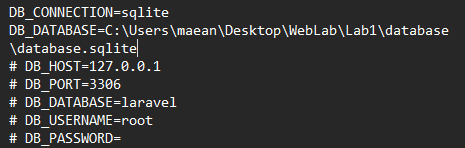 DB_CONNECTION=sqlite
DB_DATABASE=C:\Users\maean\Desktop\WebLab\Lab1\database
\database.sqlite
# DB_HOST=127.0.0.1
# DB_PORT=3306
# DB_DATABASE=laravel
# DB_USERNAME=root
# DB_PASSWORD=